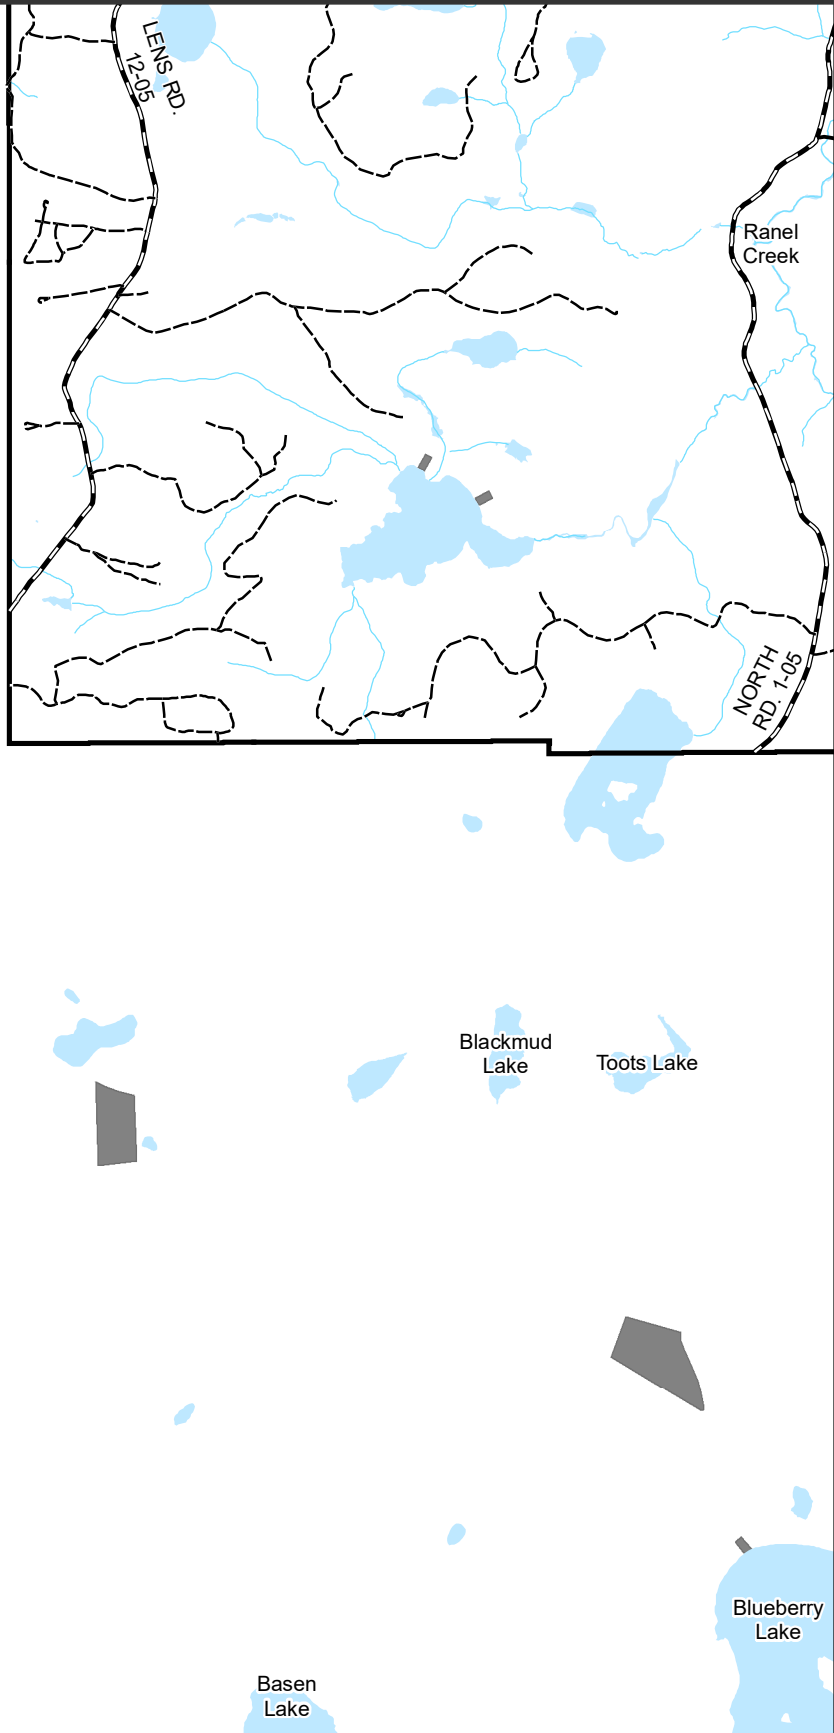 LENS RD.
12-05
Ranel
Creek
NORTH
RD. 1-05
Blackmud
Lake
Toots Lake
Blueberry
Lake
Basen
Lake